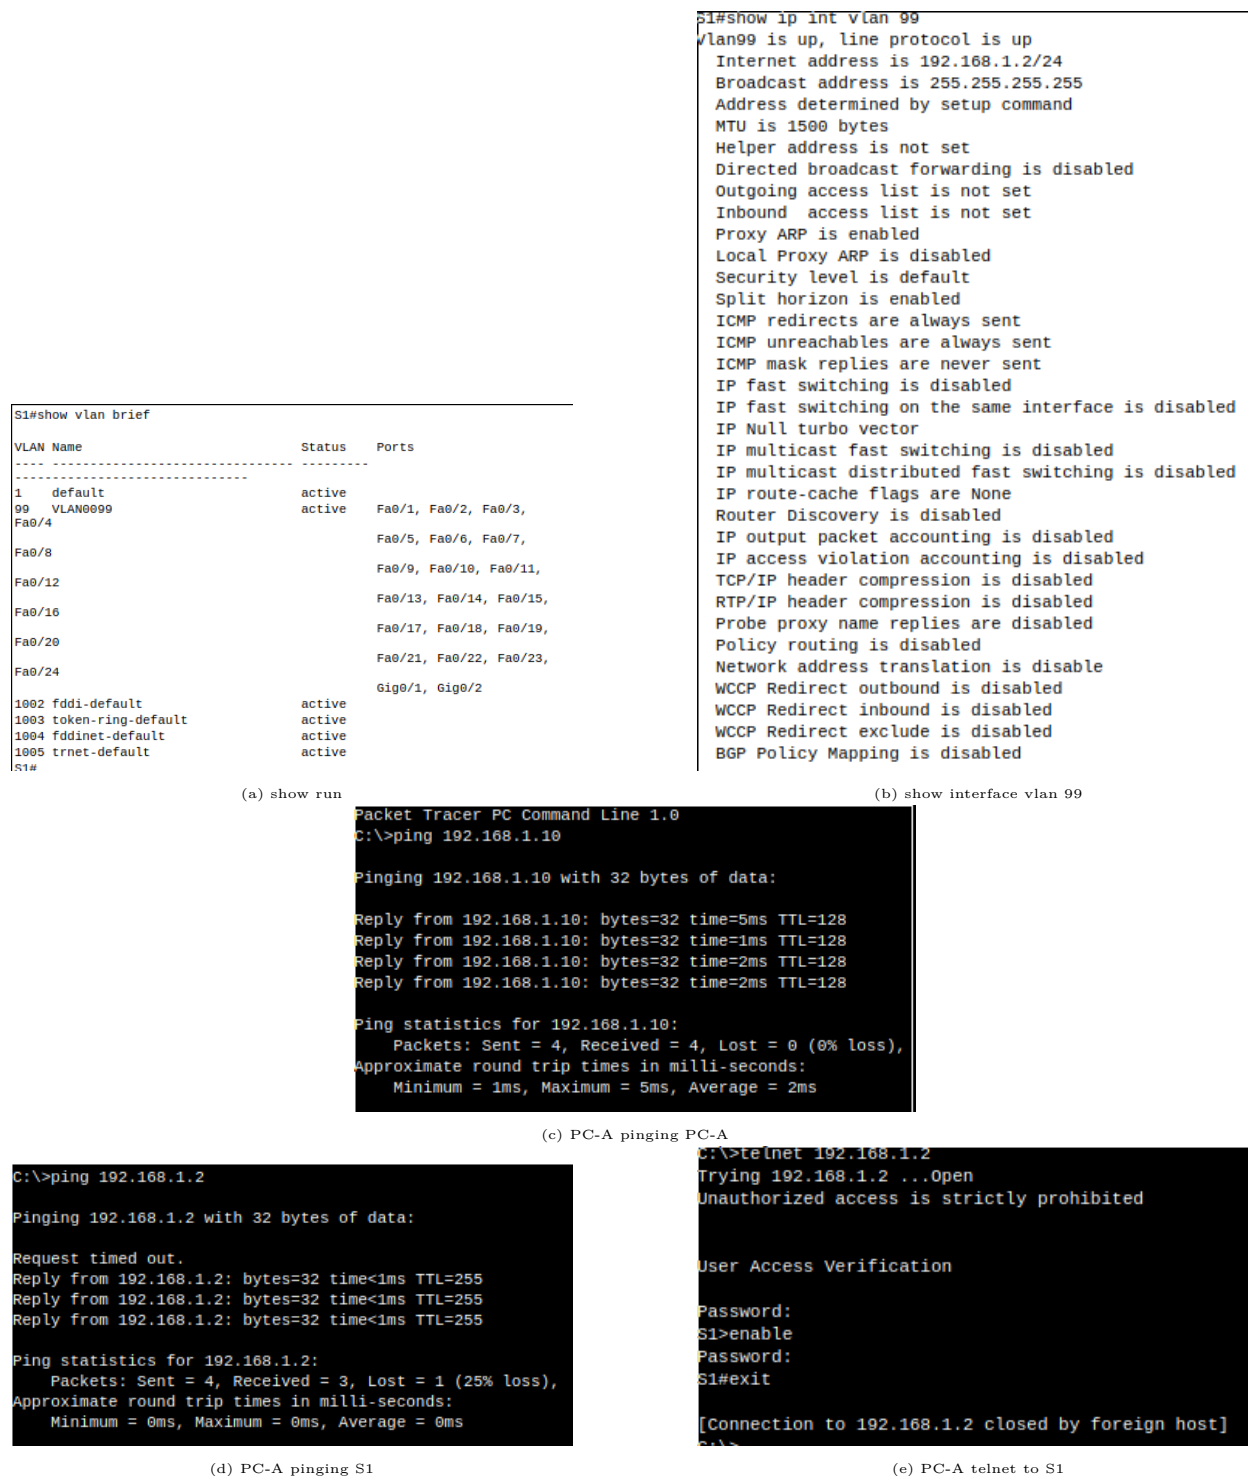 S1#show vlan brief
VLAN Name Status Ports
---- -------------------------------- ---------
-------------------------------
1 default active
99 VLAN0099 active Fa0/1, Fa0/2, Fa0/3,
Fa0/4
Fa0/5, Fa0/6, Fa0/7,
Fa0/8
Fa0/9, Fa0/10, Fa0/11,
Fa0/12
Fa0/13, Fa0/14, Fa0/15,
Fa0/16
Fa0/17, Fa0/18, Fa0/19,
Fa0/20
Fa0/21, Fa0/22, Fa0/23,
Fa0/24
Gig0/1, Gig0/2
1002 fddi-default active
1003 token-ring-default active
1004 fddinet-default active
1005 trnet-default active
S1#
(a) show run
S1#show ip int vlan 99
Vlan99 is up, line protocol is up
Internet address is 192.168.1.2/24
Broadcast address is 255.255.255.255
Address determined by setup command
MTU is 1500 bytes
Helper address is not set
Directed broadcast forwarding is disabled
Outgoing access list is not set
Inbound  access list is not set
Proxy ARP is enabled
Local Proxy ARP is disabled
Security level is default
Split horizon is enabled
ICMP redirects are always sent
ICMP unreachables are always sent
ICMP mask replies are never sent
IP fast switching is disabled
IP fast switching on the same interface is disabled
IP Null turbo vector
IP multicast fast switching is disabled
IP multicast distributed fast switching is disabled
IP route-cache flags are None
Router Discovery is disabled
IP output packet accounting is disabled
IP access violation accounting is disabled
TCP/IP header compression is disabled
RTP/IP header compression is disabled
Probe proxy name replies are disabled
Policy routing is disabled
Network address translation is disable
WCCP Redirect outbound is disabled
WCCP Redirect inbound is disabled
WCCP Redirect exclude is disabled
BGP Policy Mapping is disabled
(b) show interface vlan 99
Packet Tracer PC Command Line 1.0
C:\>ping 192.168.1.10
Pinging 192.168.1.10 with 32 bytes of data:
Reply from 192.168.1.10: bytes=32 time=5ms TTL=128
Reply from 192.168.1.10: bytes=32 time=1ms TTL=128
Reply from 192.168.1.10: bytes=32 time=2ms TTL=128
Reply from 192.168.1.10: bytes=32 time=2ms TTL=128
Ping statistics for 192.168.1.10:
Packets: Sent = 4, Received = 4, Lost = 0 (0% loss),
Approximate round trip times in milli-seconds:
Minimum = 1ms, Maximum = 5ms, Average = 2ms
(c) PC-A pinging PC-A
C:\>ping 192.168.1.2
Pinging 192.168.1.2 with 32 bytes of data:
Request timed out.
Reply from 192.168.1.2: bytes=32 time<1ms TTL=255
Reply from 192.168.1.2: bytes=32 time<1ms TTL=255
Reply from 192.168.1.2: bytes=32 time<1ms TTL=255
Ping statistics for 192.168.1.2:
Packets: Sent = 4, Received = 3, Lost = 1 (25% loss),
Approximate round trip times in milli-seconds:
Minimum = 0ms, Maximum = 0ms, Average = 0ms
(d) PC-A pinging S1
C:\>telnet 192.168.1.2
Trying 192.168.1.2 ...Open
Unauthorized access is strictly prohibited
User Access Verification
Password:
S1>enable
Password:
S1#exit
[Connection to 192.168.1.2 closed by foreign host]
C:\>
(e) PC-A telnet to S1